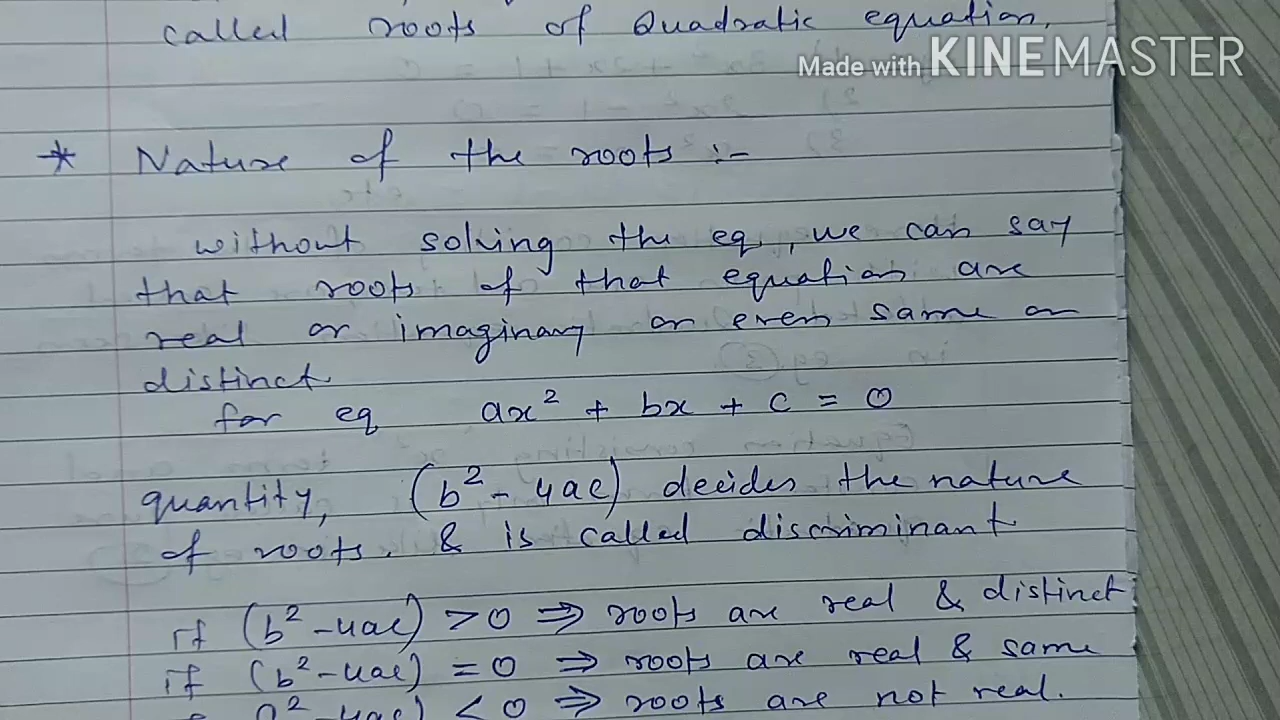 called roots of Quadratic equation.
Made with KINEMASTER
* Nature of the roots :-
without solving the eq, we can say
that roots of that equation are
real or imaginary or even same or
distinct
for eq ax² + bx + c = 0
quantity, (b² - 4ac) decides the nature
of roots. & is called discriminant
if (b² - 4ac) > 0 ⇒ roots are real & distinct
if (b² - 4ac) = 0 ⇒ roots are real & same
² - 4ac) < 0 ⇒ roots are not real.